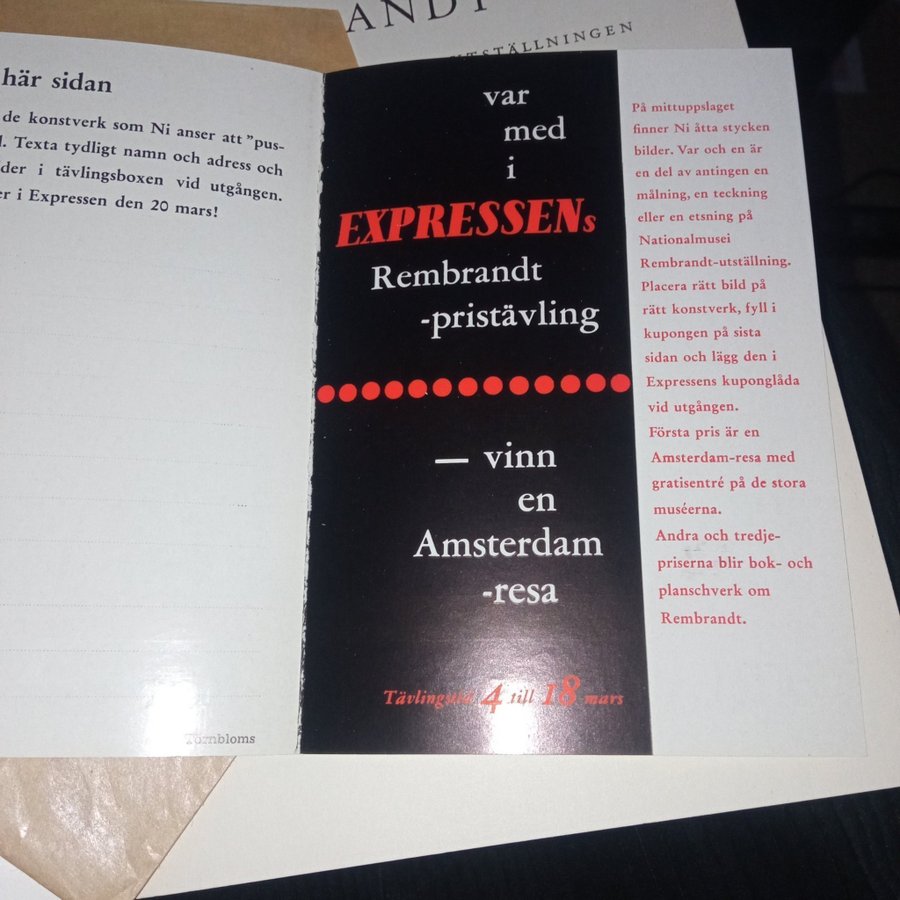 ANDT
UTSTÄLLNINGEN
här sidan
de konstverk som Ni anser att "pus-
Texta tydligt namn och adress och
der i tävlingsboxen vid utgången.
er i Expressen den 20 mars!
Törnbloms
var
med
i
EXPRESSENs
Rembrandt
-pristävling
— vinn
en
Amsterdam
-resa
Tävlingstid 4 till 18 mars
På mittuppslaget
finner Ni åtta stycken
bilder. Var och en är
en del av antingen en
målning, en teckning
eller en etsning på
Nationalmusei
Rembrandt-utställning.
Placera rätt bild på
rätt konstverk, fyll i
kupongen på sista
sidan och lägg den i
Expressens kuponglåda
vid utgången.
Första pris är en
Amsterdam-resa med
gratisentré på de stora
muséerna.
Andra och tredje-
priserna blir bok- och
planschverk om
Rembrandt.